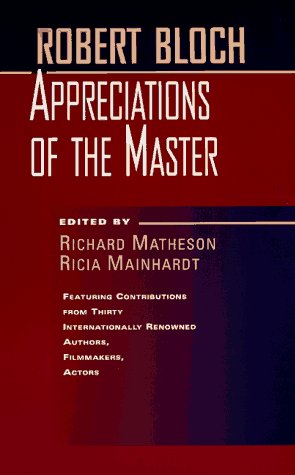 ROBERT BLOCH
APPRECIATIONS
OF THE MASTER
EDITED BY
RICHARD MATHESON
RICIA MAINHARDT
FEATURING CONTRIBUTIONS
FROM THIRTY
INTERNATIONALLY RENOWNED
AUTHORS,
FILMMAKERS,
ACTORS